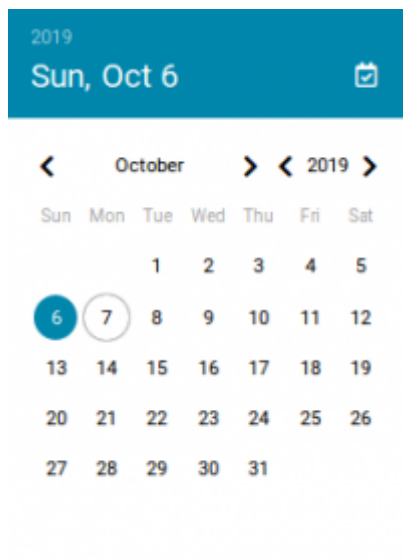 2019
Sun, Oct 6
October 2019
Sun Mon Tue Wed Thu Fri Sat
1 2 3 4 5
6 7 8 9 10 11 12
13 14 15 16 17 18 19
20 21 22 23 24 25 26
27 28 29 30 31